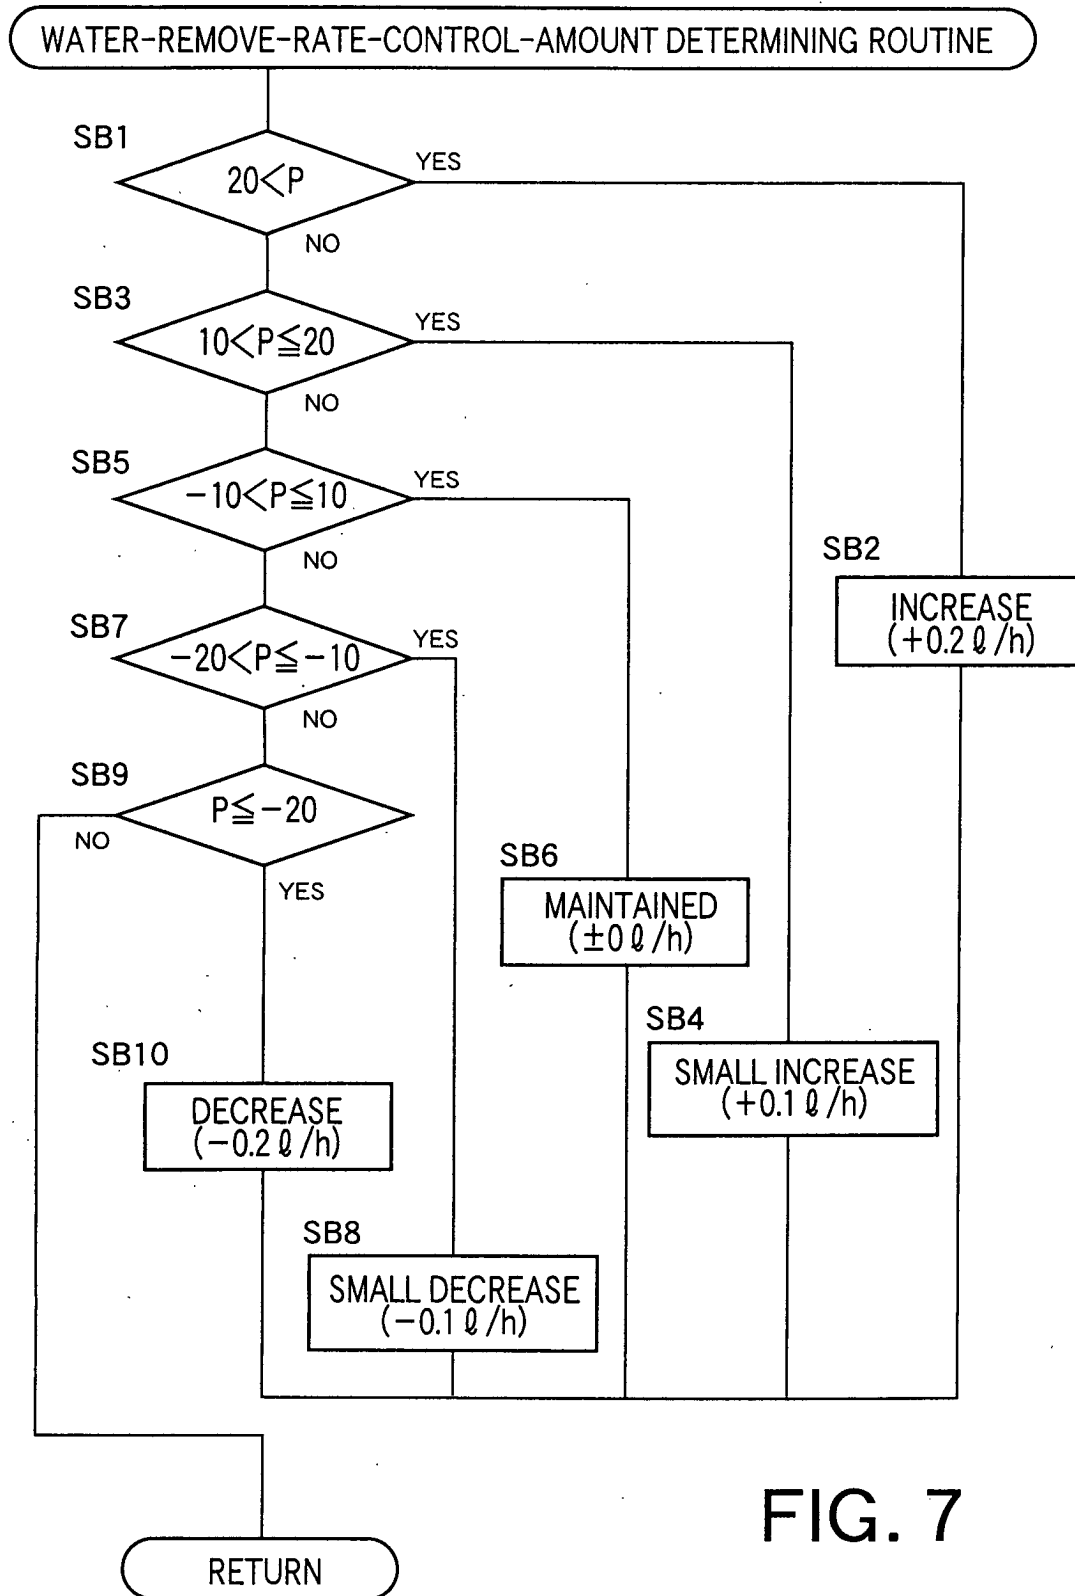 WATER-REMOVE-RATE-CONTROL-AMOUNT DETERMINING ROUTINE
SB1
20<P
YES
NO
SB3
10<P≦20
YES
NO
SB5
-10<P≦10
YES
NO
SB2
INCREASE
(+0.2 ℓ/h)
SB7
-20<P≦-10
YES
NO
SB9
P≦-20
NO
YES
SB6
MAINTAINED
(±0 ℓ/h)
SB4
SMALL INCREASE
(+0.1 ℓ/h)
SB10
DECREASE
(-0.2 ℓ/h)
SB8
SMALL DECREASE
(-0.1 ℓ/h)
FIG. 7
RETURN